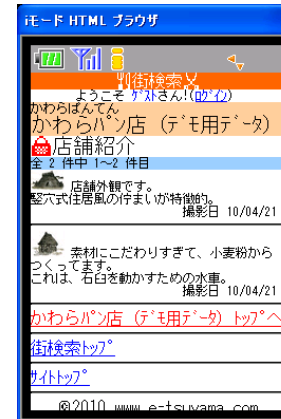 iモード HTML ブラウザ
街検索
ようこそ ｹﾞｽﾄさん!(ﾛｸﾞｲﾝ)
かわらぱんてん
かわらﾊﾟﾝ店 (ﾃﾞﾓ用ﾃﾞｰﾀ)
店舗紹介
全 2 件中 1～2 件目
店舗外観です。
竪穴式住居風の佇まいが特徴的。
撮影日 10/04/21
素材にこだわりすぎて、小麦粉から
つくってます。
これは、石臼を動かすための水車。
撮影日 10/04/21
かわらﾊﾟﾝ店 (ﾃﾞﾓ用ﾃﾞｰﾀ) ﾄｯﾌﾟへ
街検索ﾄｯﾌﾟ
ｻｲﾄﾄｯﾌﾟ
©2010 www.e-tsuyama.com